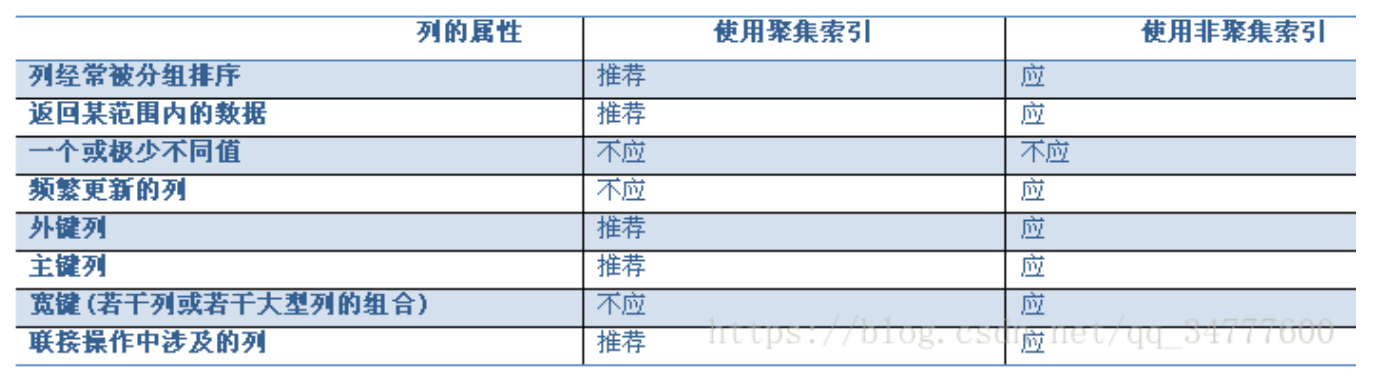 列的属性 使用聚集索引 使用非聚集索引
列经常被分组排序 推荐 应
返回某范围内的数据 推荐 应
一个或极少不同值 不应 不应
频繁更新的列 不应 应
外键列 推荐 应
主键列 推荐 应
宽键(若干列或若干大型列的组合) 不应 应
联接操作中涉及的列 推荐 应
https://blog.csdn.net/qq_34777600